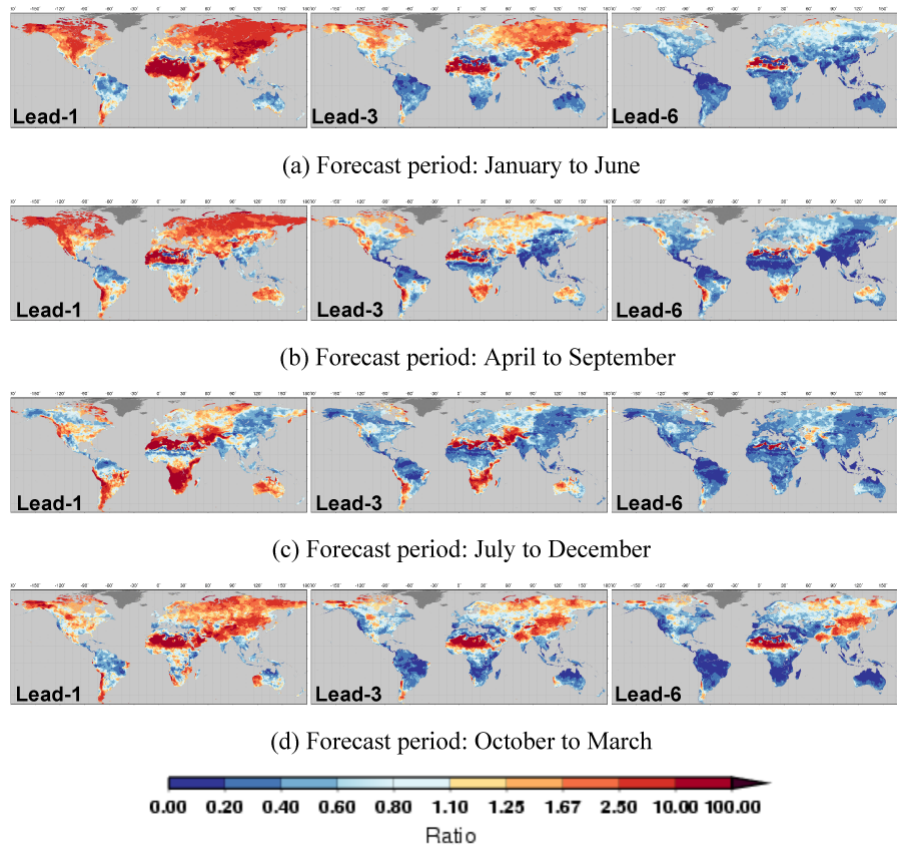 Lead-1 Lead-3 Lead-6
(a) Forecast period: January to June
Lead-1 Lead-3 Lead-6
(b) Forecast period: April to September
Lead-1 Lead-3 Lead-6
(c) Forecast period: July to December
Lead-1 Lead-3 Lead-6
(d) Forecast period: October to March
0.00 0.20 0.40 0.60 0.80 1.10 1.25 1.67 2.50 10.00 100.00
Ratio